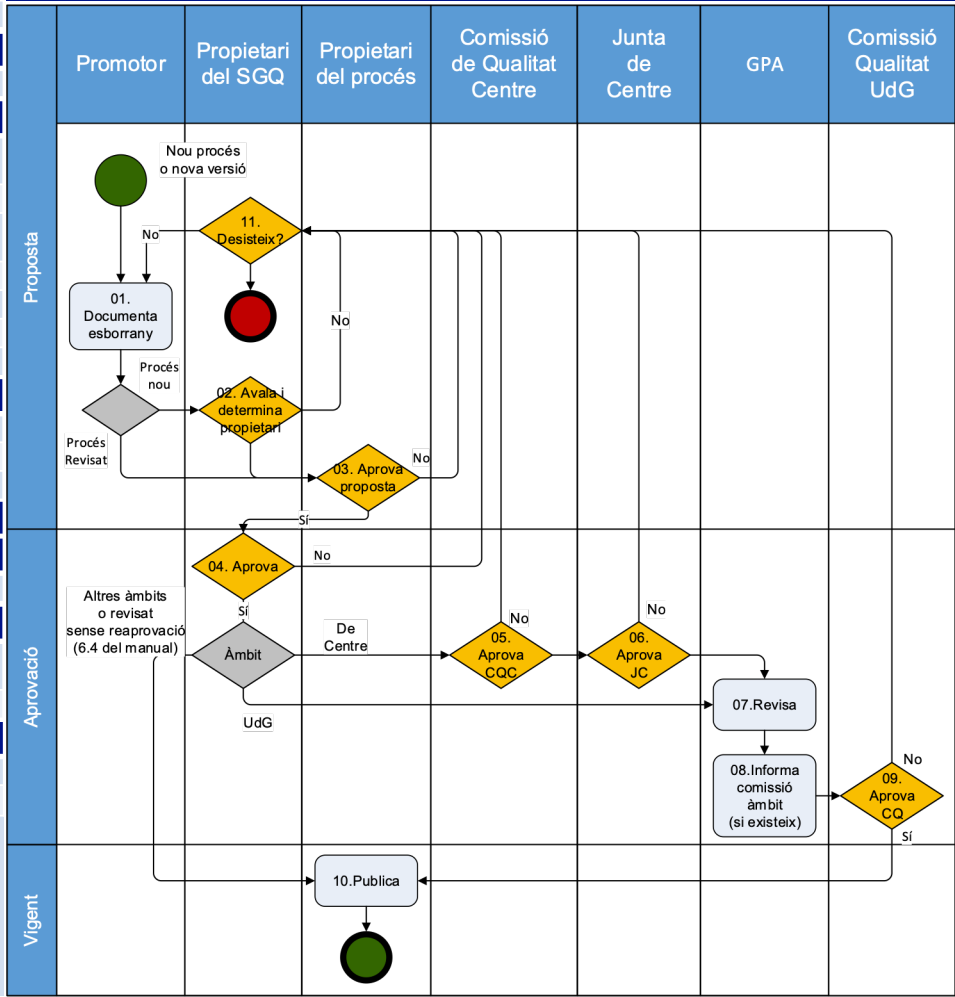 Promotor
Propietari
del SGQ
Propietari
del procés
Comissió
de Qualitat
Centre
Junta
de
Centre
GPA
Comissió
Qualitat
UdG
Proposta
Nou procés
o nova versió
11.
Desisteix?
No
01.
Documenta
esborrany
No
Procés
nou
02. Avala i
determina
propietari
Procés
Revisat
03. Aprova
proposta
No
Sí
Aprovació
04. Aprova
No
Altres àmbits
o revisat
sense reaprovació
(6.4 del manual)
Sí
Àmbit
De
Centre
No
05.
Aprova
CQC
No
06.
Aprova
JC
07.Revisa
UdG
08.Informa
comissió
àmbit
(si existeix)
No
09.
Aprova
CQ
Sí
Vigent
10.Publica